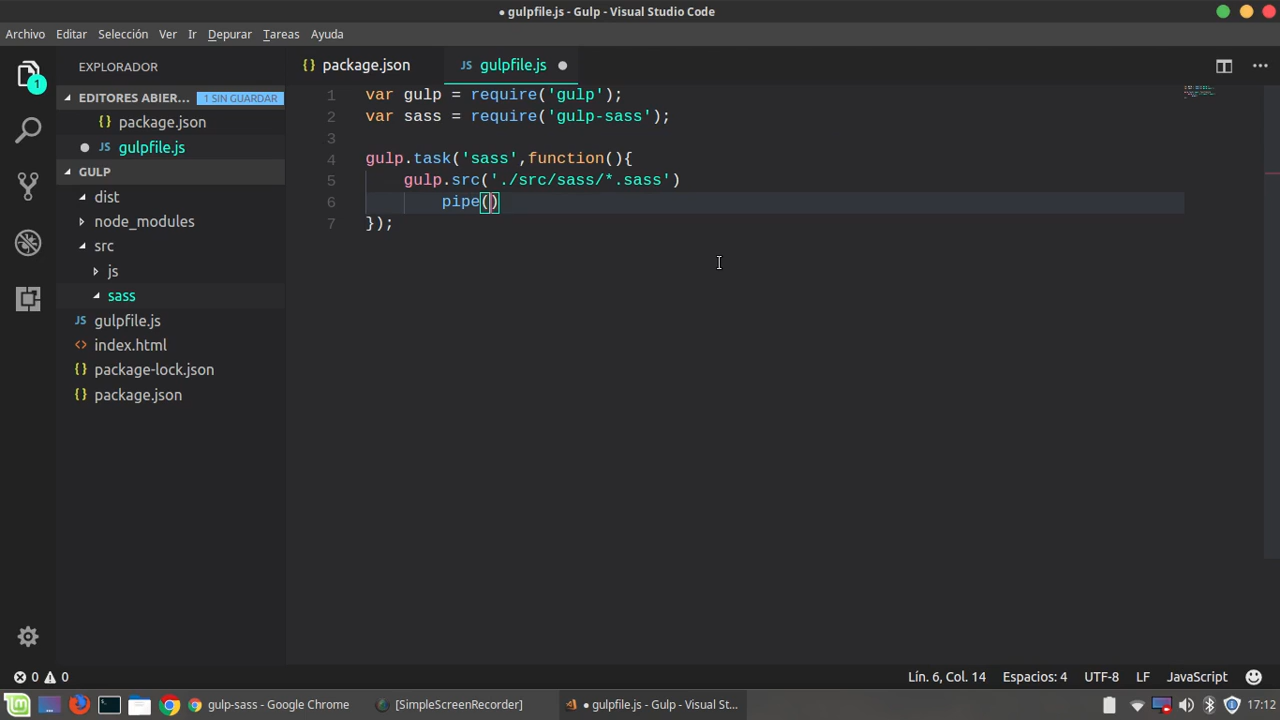 ● gulpfile.js - Gulp - Visual Studio Code
Archivo Editar Selección Ver Ir Depurar Tareas Ayuda
EXPLORADOR
1
EDITORES ABIER... 1 SIN GUARDAR
{} package.json
● JS gulpfile.js
GULP
dist
node_modules
src
js
sass
JS gulpfile.js
<> index.html
{} package-lock.json
{} package.json
{} package.json JS gulpfile.js ●
1 var gulp = require('gulp');
2 var sass = require('gulp-sass');
3
4 gulp.task('sass',function(){
5 gulp.src('./src/sass/*.sass')
6 pipe()
7 });
0 0 Lín. 6, Col. 14 Espacios: 4 UTF-8 LF JavaScript
gulp-sass - Google Chrome [SimpleScreenRecorder] ● gulpfile.js - Gulp - Visual St... 17:12